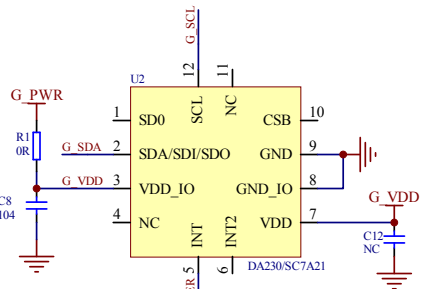 G_SCL
U2
12
11
G_PWR
SCL
NC
1
SD0
CSB
10
R1
0R
G_SDA
2
SDA/SDI/SDO
GND
9
G_VDD
3
VDD_IO
GND_IO
8
G_VDD
C8
104
4
NC
VDD
7
INT
INT2
C12
NC
5
6
DA230/SC7A21
ER